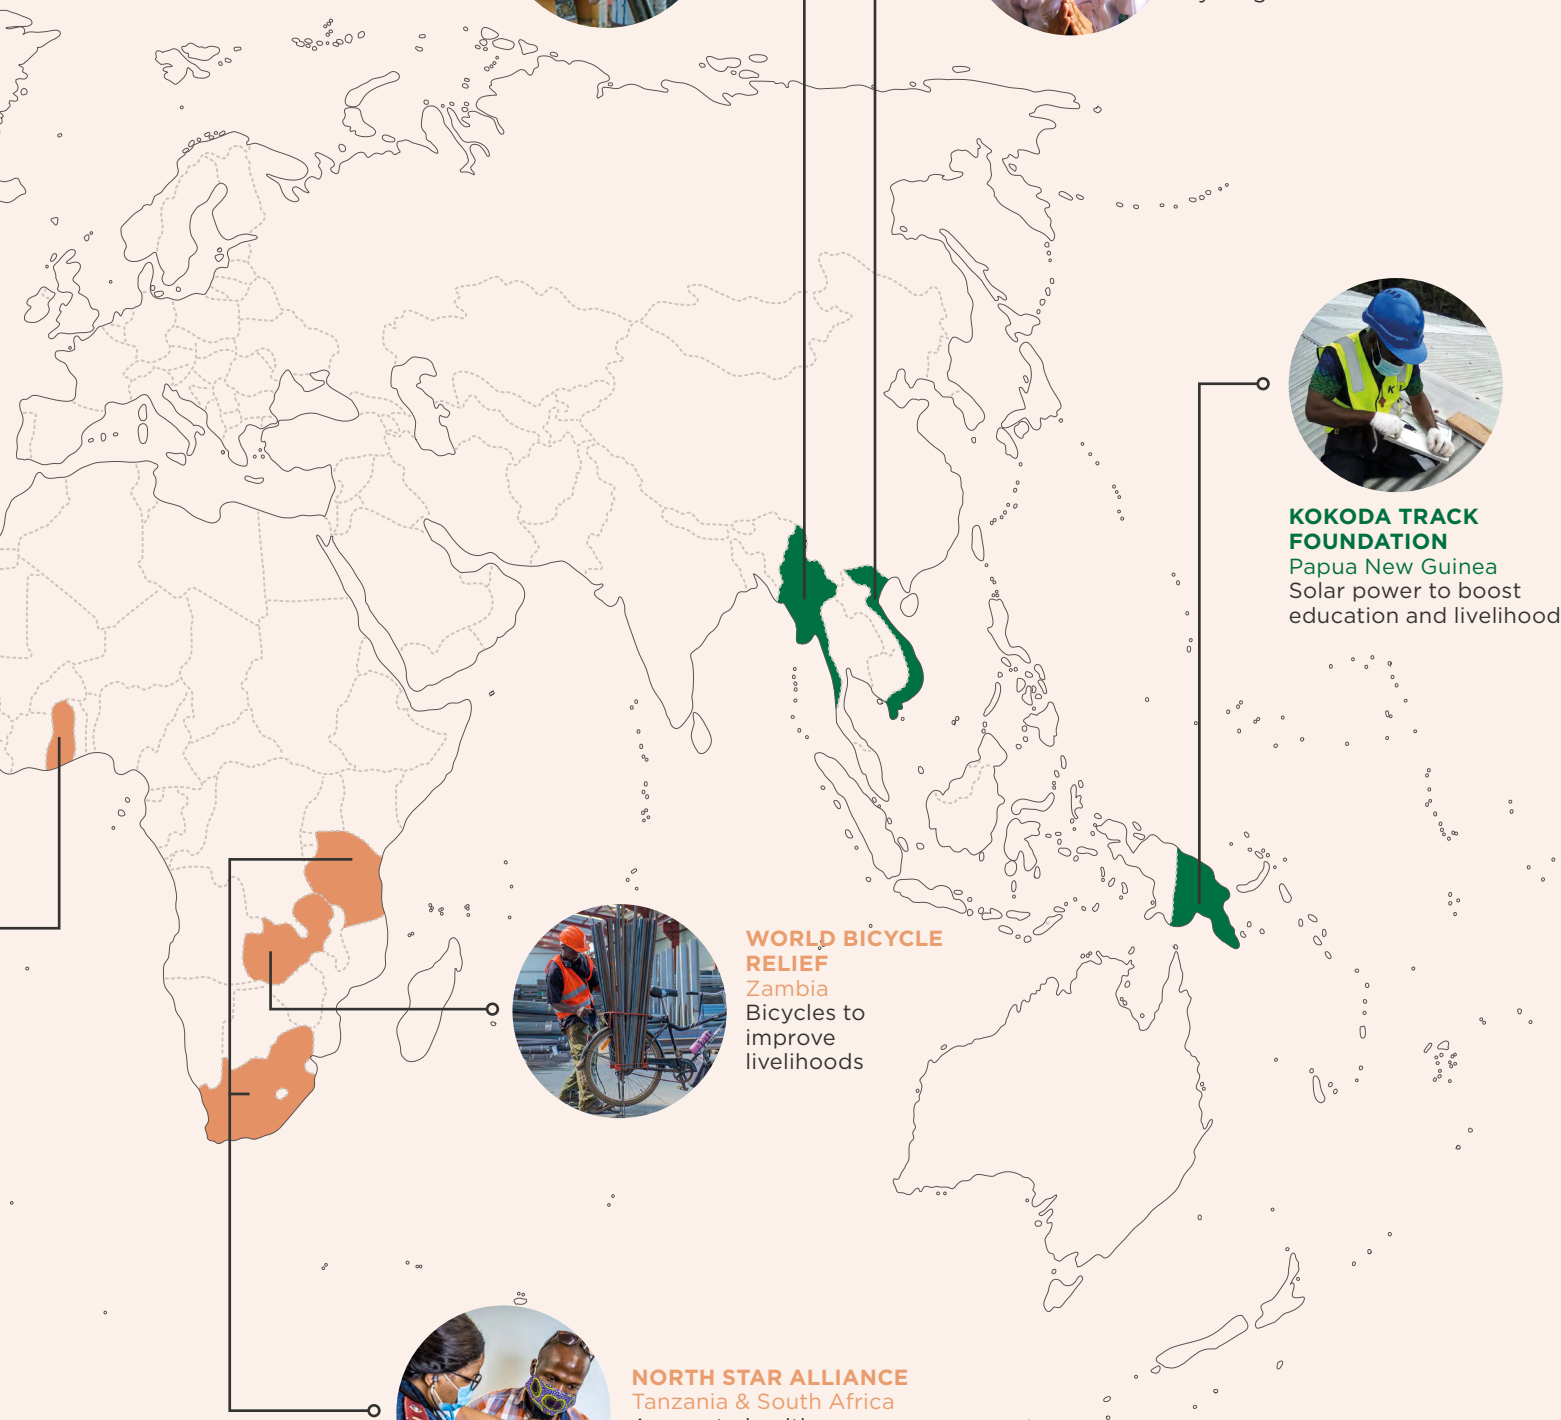 KOKODA TRACK
FOUNDATION
Papua New Guinea
Solar power to boost
education and livelihood
WORLD BICYCLE
RELIEF
Zambia
Bicycles to
improve
livelihoods
NORTH STAR ALLIANCE
Tanzania & South Africa